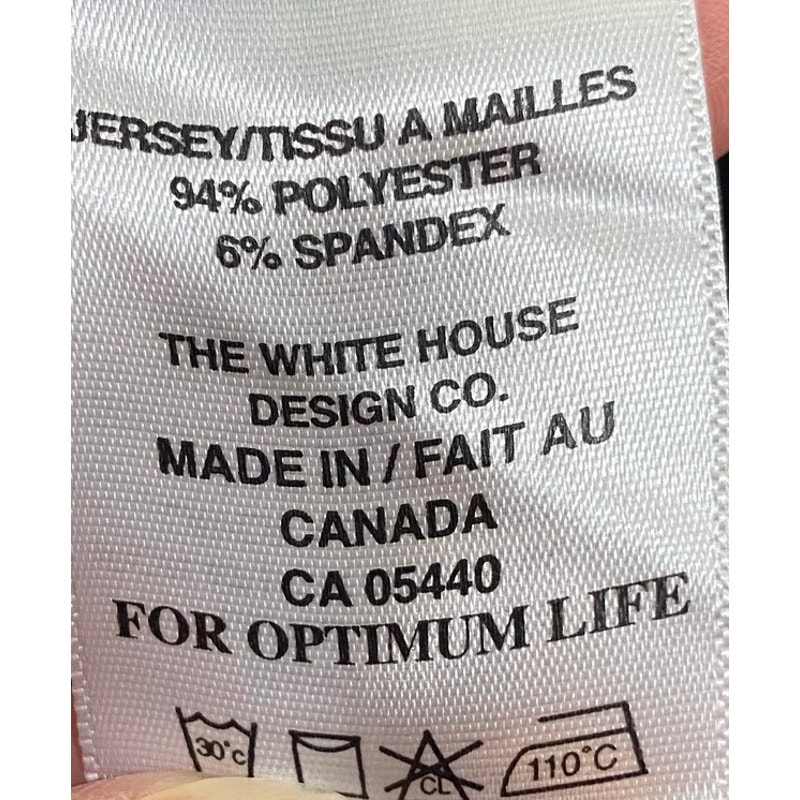 JERSEY/TISSU A MAILLES
94% POLYESTER
6% SPANDEX
THE WHITE HOUSE
DESIGN CO.
MADE IN / FAIT AU
CANADA
CA 05440
FOR OPTIMUM LIFE
30°c CL 110°C